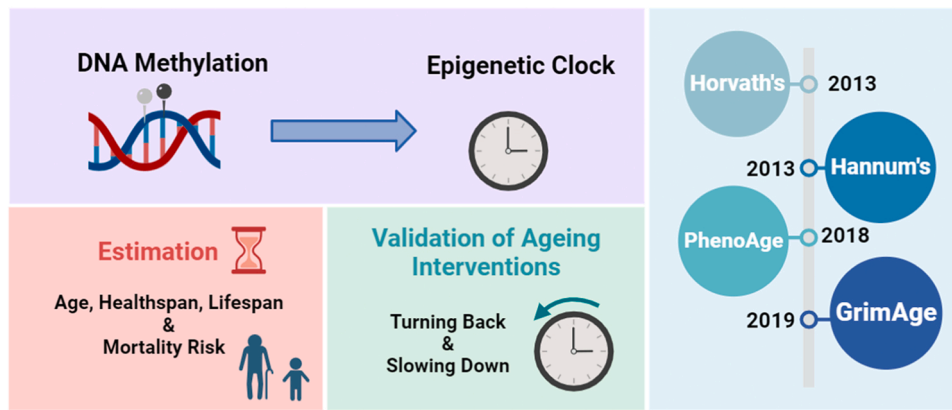 DNA Methylation
Epigenetic Clock
Estimation
Age, Healthspan, Lifespan
&
Mortality Risk
Validation of Ageing
Interventions
Turning Back
&
Slowing Down
Horvath's
2013
2013
Hannum's
PhenoAge
2018
2019
GrimAge